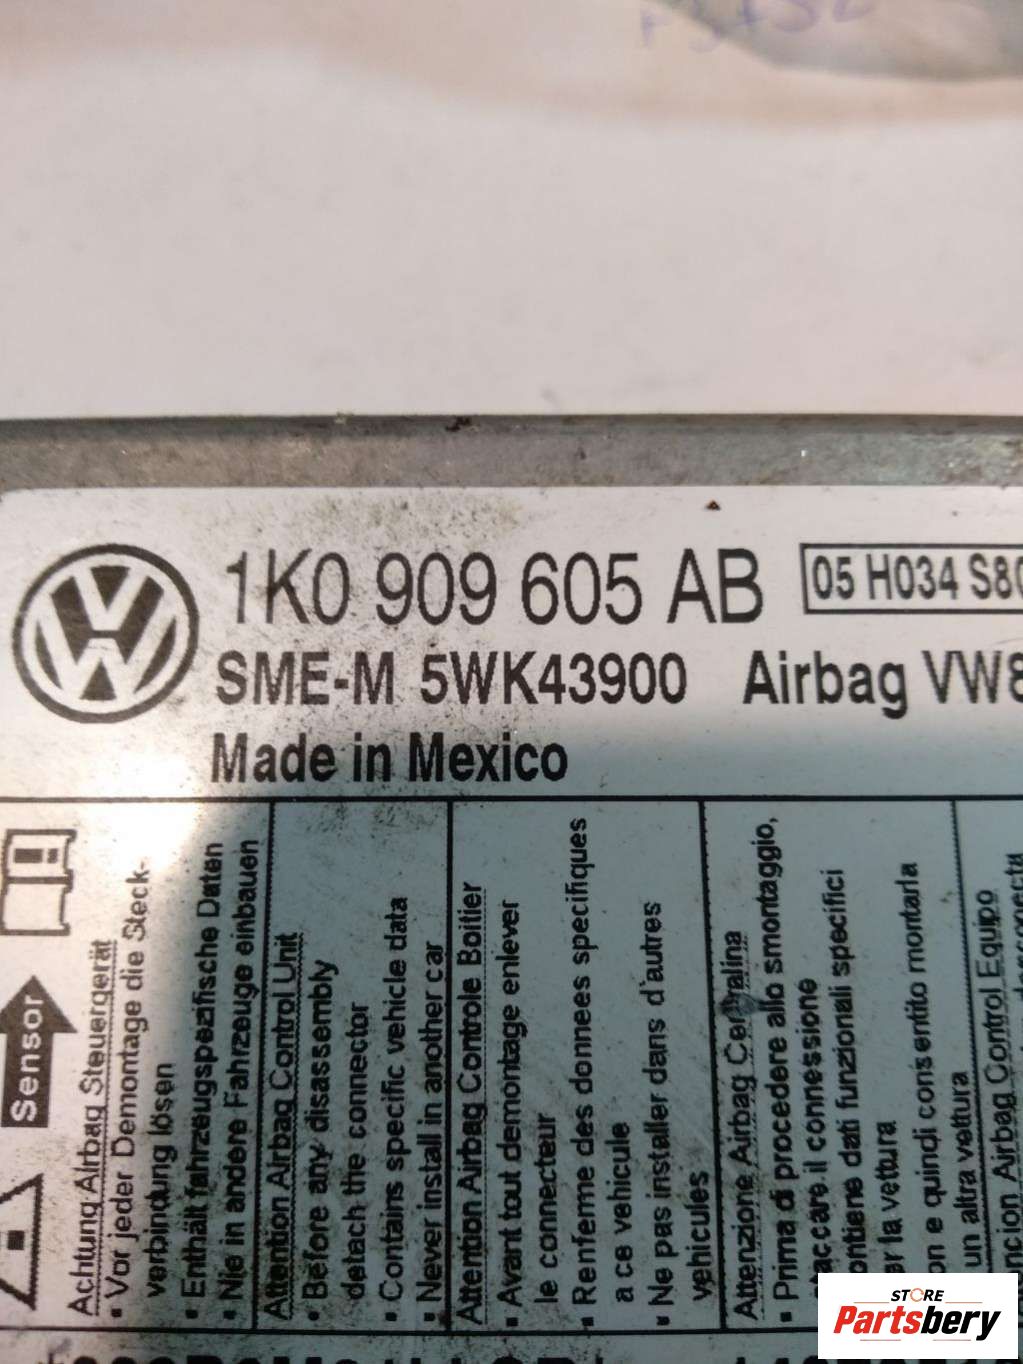 1K0 909 605 AB
05 H034
SME-M 5WK43900 Airbag
Made in Mexico
Sensor
Achtung Airbag Steuergerät
• Vor jeder Demontage die Steck-
verbindung lösen
• Enthält fahrzeugspezifische Daten
• Nie in andere Fahrzeuge einbauen
Attention Airbag Control Unit
• Before any disassembly
detach the connector
• Contains specific vehicle data
• Never install in another car
Attention Airbag Controle Boitier
• Avant tout demontage enlever
le connecteur
• Renferme des donnees specifiques
a ce vehicule
• Ne pas installer dans d'autres
vehicules
Attenzione Airbag Centralina
• Prima di procedere allo smontaggio,
il connessione
dati funzionali specifici
la vettura
e quindi consentito montarla
un altra vettura
Airbag Control Equipo
STORE
Partsbery